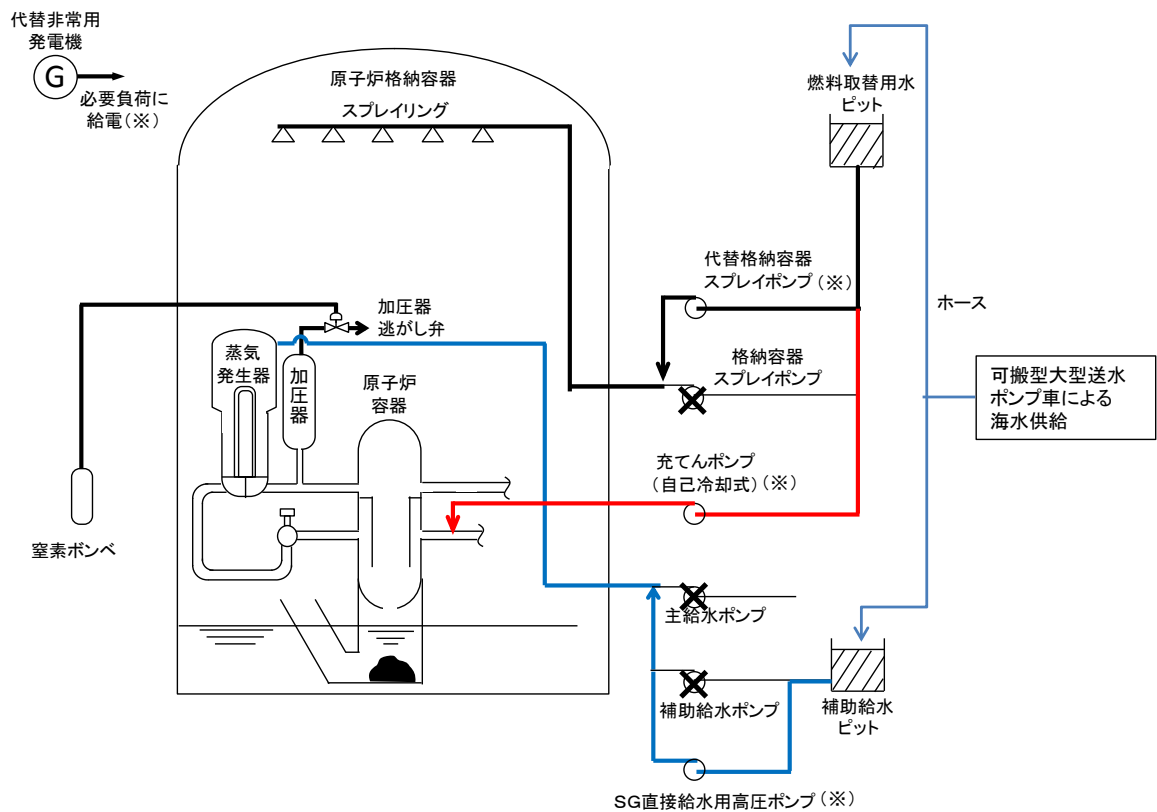 代替非常用
発電機
G
必要負荷に
給電(※)
原子炉格納容器
スプレイリング
燃料取替用水
ピット
代替格納容器
スプレイポンプ(※)
ホース
加圧器
逃がし弁
蒸気
発生器
加圧器
原子炉
容器
格納容器
スプレイポンプ
可搬型大型送水
ポンプ車による
海水供給
充てんポンプ
(自己冷却式)(※)
窒素ボンベ
主給水ポンプ
補助給水ポンプ
補助給水
ピット
SG直接給水用高圧ポンプ(※)